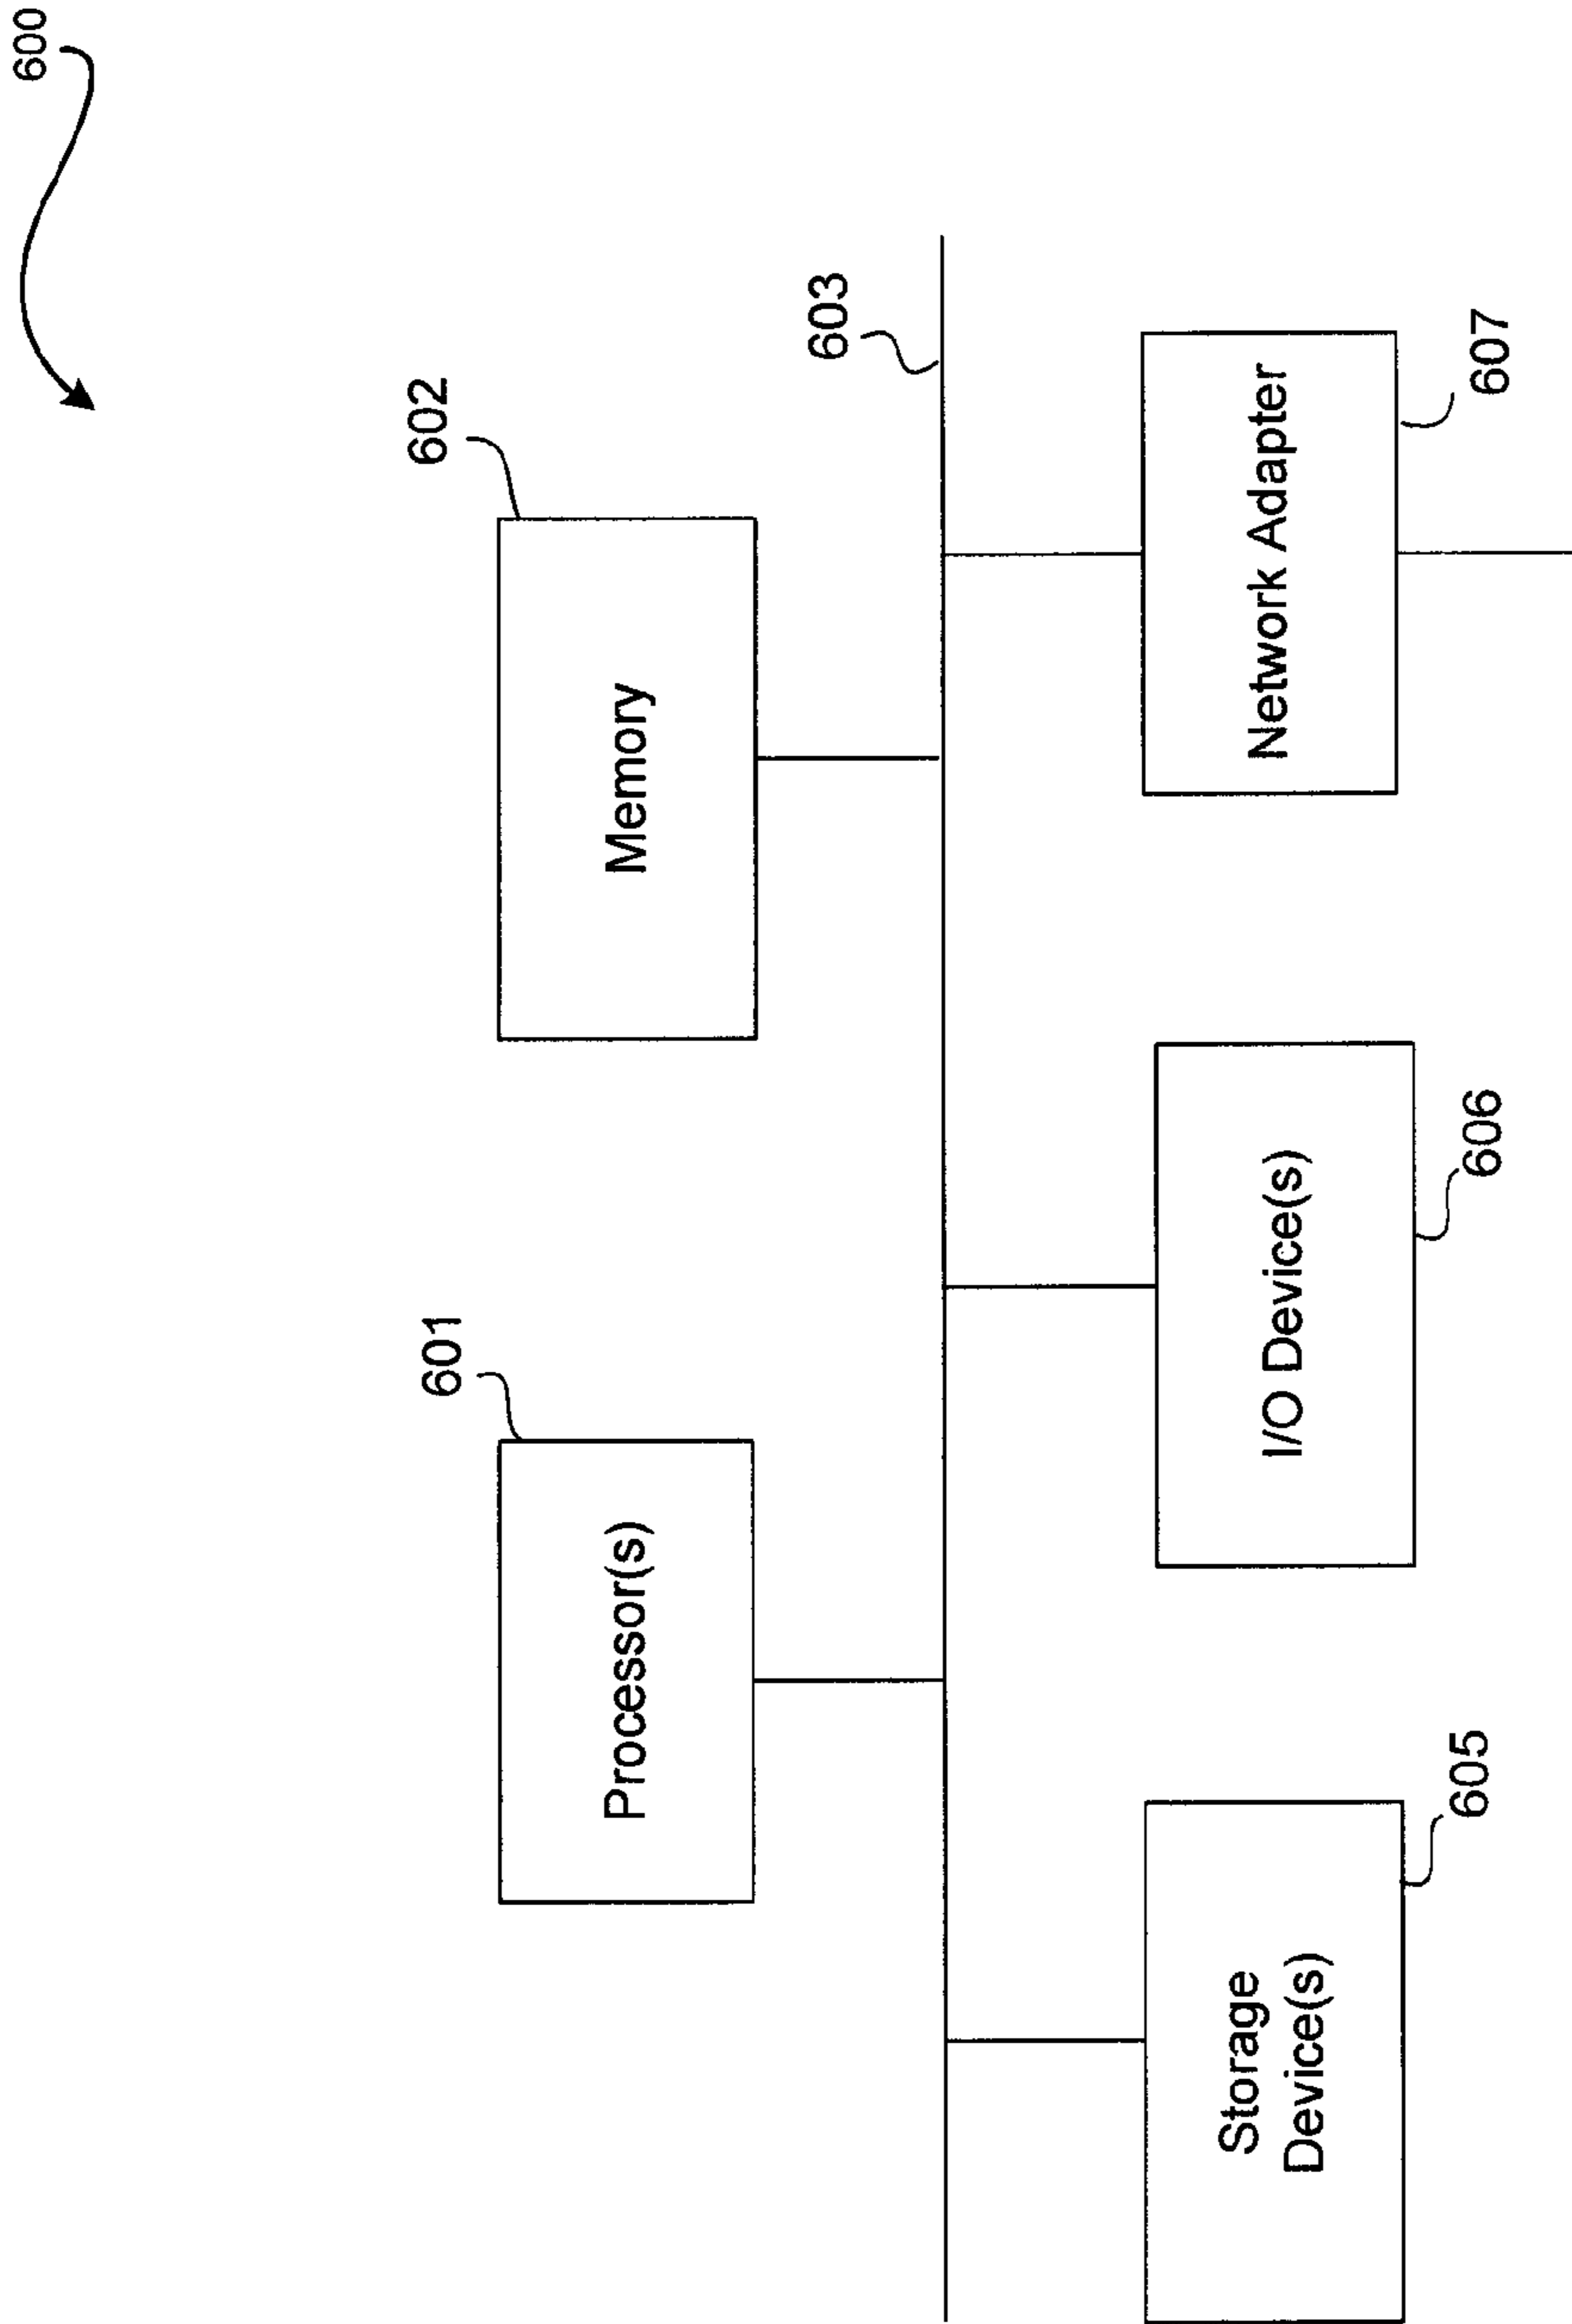 600
601
Processor(s)
602
Memory
603
Storage
Device(s)
605
I/O Device(s)
606
Network Adapter
607